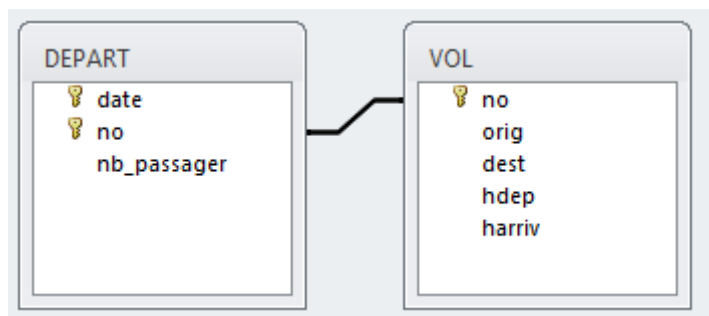 DEPART
date
no
nb_passager
VOL
no
orig
dest
hdep
harriv